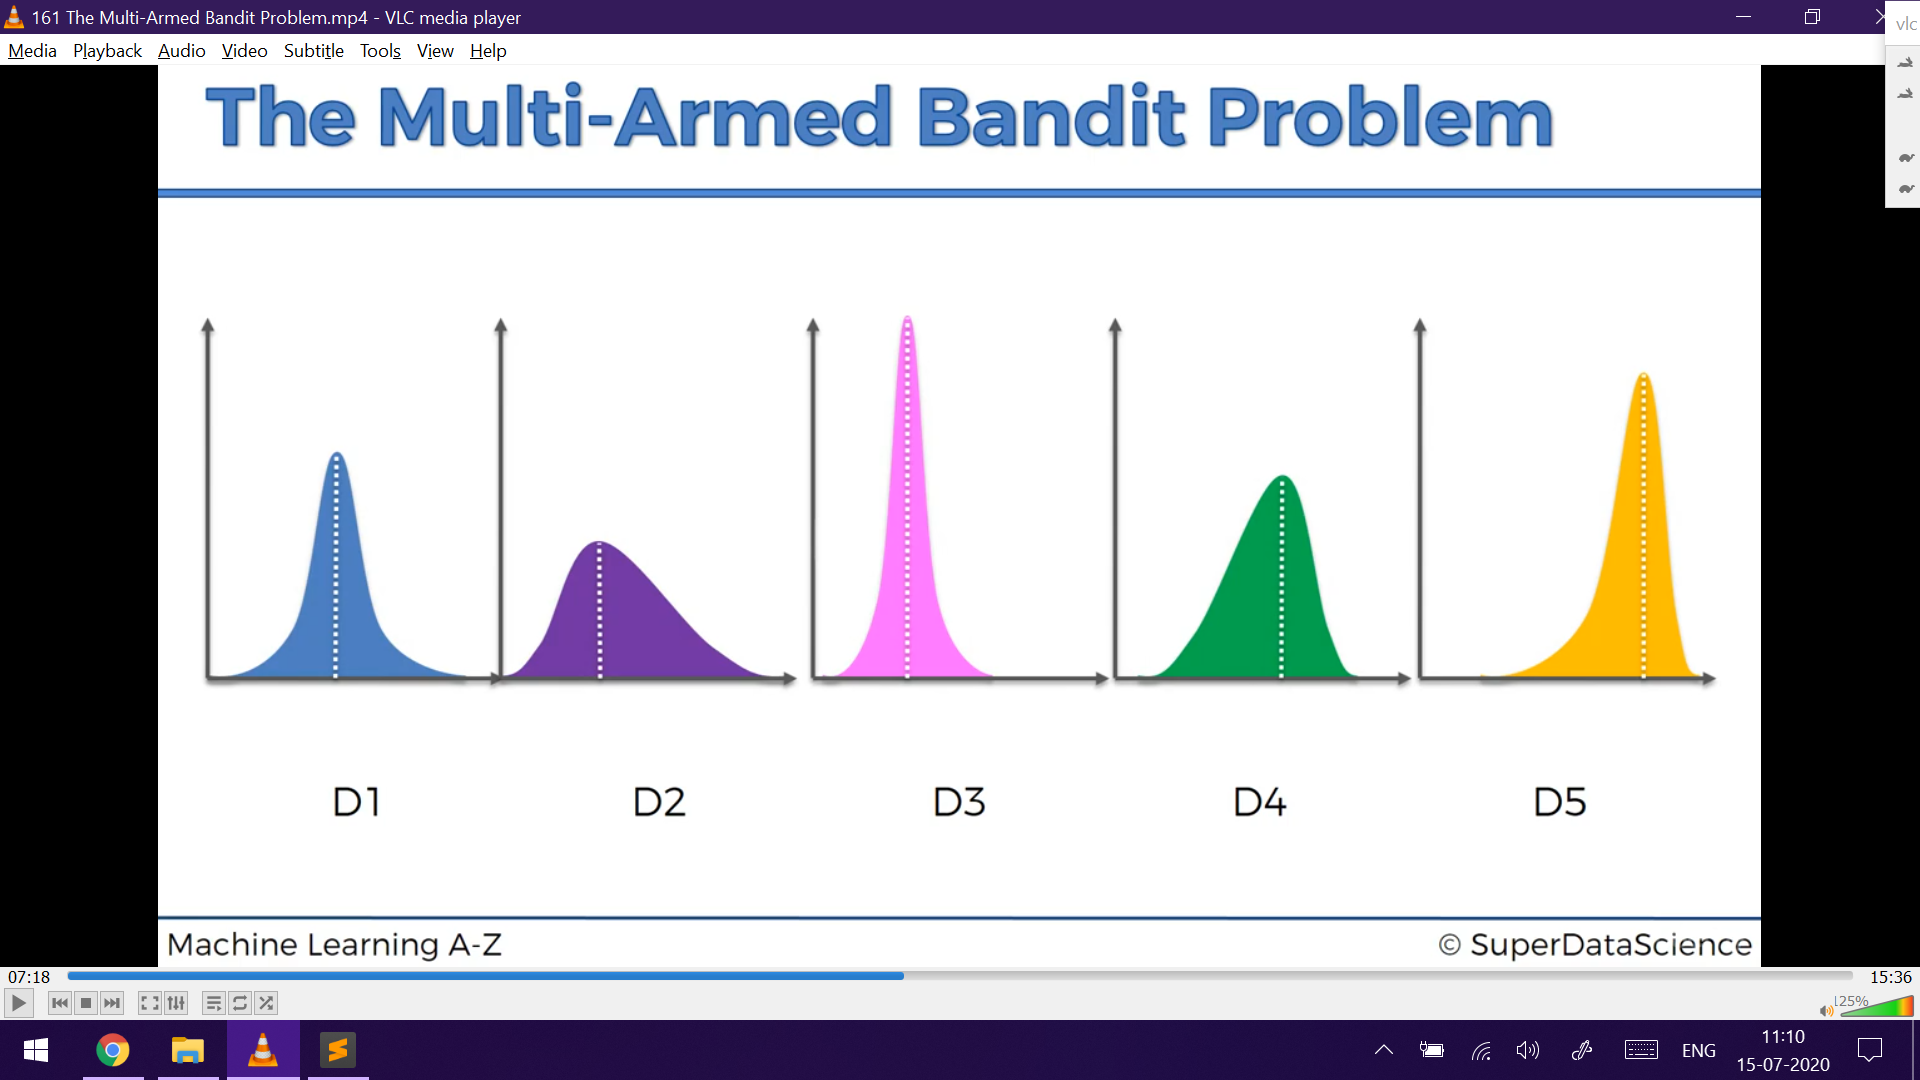 161 The Multi-Armed Bandit Problem.mp4 - VLC media player
vlc
Media Playback Audio Video Subtitle Tools View Help
The Multi-Armed Bandit Problem
D1 D2 D3 D4 D5
Machine Learning A-Z © SuperDataScience
07:18 15:36
125%
ENG
11:10
15-07-2020